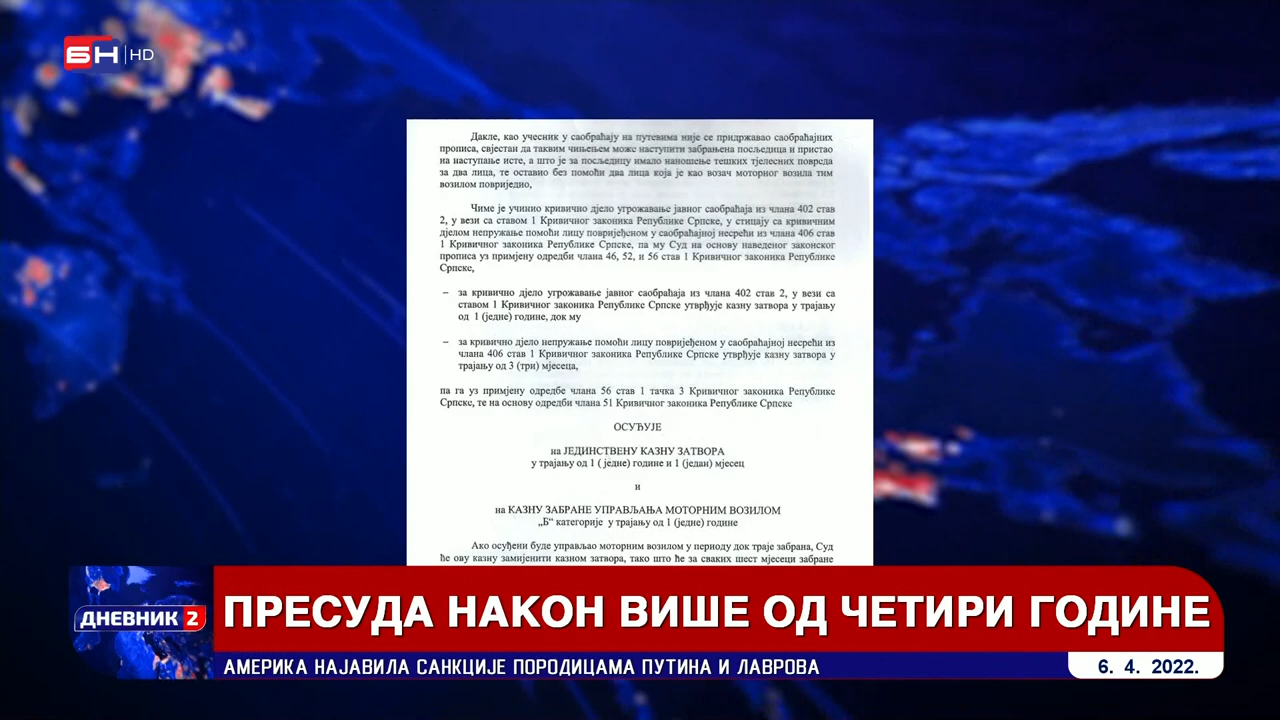 БН HD
Дакле, као учесник у саобраћају на путевима није се придржавао саобраћајних
прописа, свјестан да таквим чињењем може наступити забрањена посљедица и пристао
на наступање исте, а што је за посљедицу имало наношење тешких тјелесних повреда
за два лица, те оставио без помоћи два лица која је као возач моторног возила тим
возилом повриједио,
Чиме је учинио кривично дјело угрожавање јавног саобраћаја из члана 402 став
2, у вези са ставом 1 Кривичног законика Републике Српске, у стицају са кривичним
дјелом непружање помоћи лицу повријеђеном у саобраћајној несрећи из члана 406 став
1 Кривичног законика Републике Српске, па му Суд на основу наведеног законског
прописа уз примјену одредби члана 46, 52, и 56 став 1 Кривичног законика Републике
Српске,
– за кривично дјело угрожавање јавног саобраћаја из члана 402 став 2, у вези са
ставом 1 Кривичног законика Републике Српске утврђује казну затвора у трајању
од 1 (једне) године, док му
– за кривично дјело непружање помоћи лицу повријеђеном у саобраћајној несрећи из
члана 406 став 1 Кривичног законика Републике Српске утврђује казну затвора у
трајању од 3 (три) мјесеца,
па га уз примјену одредбе члана 56 став 1 тачка 3 Кривичног законика Републике
Српске, те на основу одредби члана 51 Кривичног законика Републике Српске
ОСУЂУЈЕ
на ЈЕДИНСТВЕНУ КАЗНУ ЗАТВОРА
у трајању од 1 ( једне) године и 1 (један) мјесец
и
на КАЗНУ ЗАБРАНЕ УПРАВЉАЊА МОТОРНИМ ВОЗИЛОМ
„Б“ категорије у трајању од 1 (једне) године
Ако осуђени буде управљао моторним возилом у периоду док траје забрана, Суд
ће ову казну замијенити казном затвора, тако што ће за сваких шест мјесеци забране
ДНЕВНИК 2
ПРЕСУДА НАКОН ВИШЕ ОД ЧЕТИРИ ГОДИНЕ
АМЕРИКА НАЈАВИЛА САНКЦИЈЕ ПОРОДИЦАМА ПУТИНА И ЛАВРОВА
6. 4. 2022.